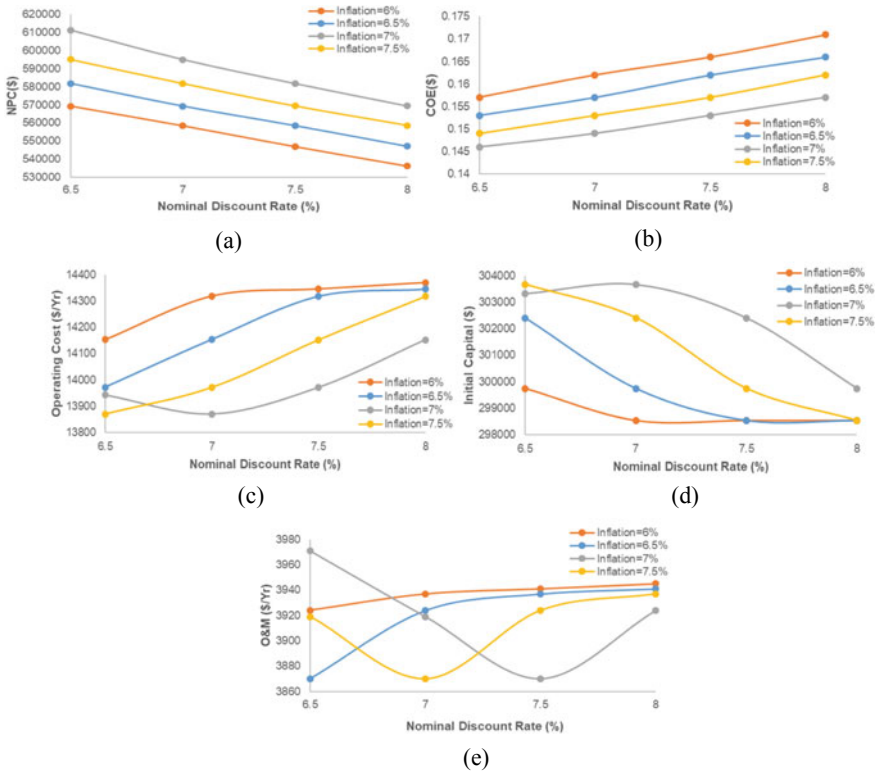 620000
610000
600000
590000
580000
570000
560000
550000
540000
530000
NPC($)
6.5 7 7.5 8
Nominal Discount Rate (%)
Inflation=6%
Inflation=6.5%
Inflation=7%
Inflation=7.5%
(a)
0.175
0.17
0.165
0.16
0.155
0.15
0.145
0.14
COE($)
6.5 7 7.5 8
Nominal Discount Rate (%)
Inflation=6%
Inflation=6.5%
Inflation=7%
Inflation=7.5%
(b)
14400
14300
14200
14100
14000
13900
13800
Operating Cost ($/Yr)
6.5 7 7.5 8
Nominal Discount Rate (%)
Inflation=6%
Inflation=6.5%
Inflation=7%
Inflation=7.5%
(c)
304000
302000
300000
298000
Initial Capital ($)
6.5 7 7.5 8
Nominal Discount Rate (%)
Inflation=6%
Inflation=6.5%
Inflation=7%
Inflation=7.5%
(d)
3980
3960
3940
3920
3900
3880
3860
O&M ($/Yr)
6.5 7 7.5 8
Nominal Discount Rate (%)
Inflation=6%
Inflation=6.5%
Inflation=7%
Inflation=7.5%
(e)